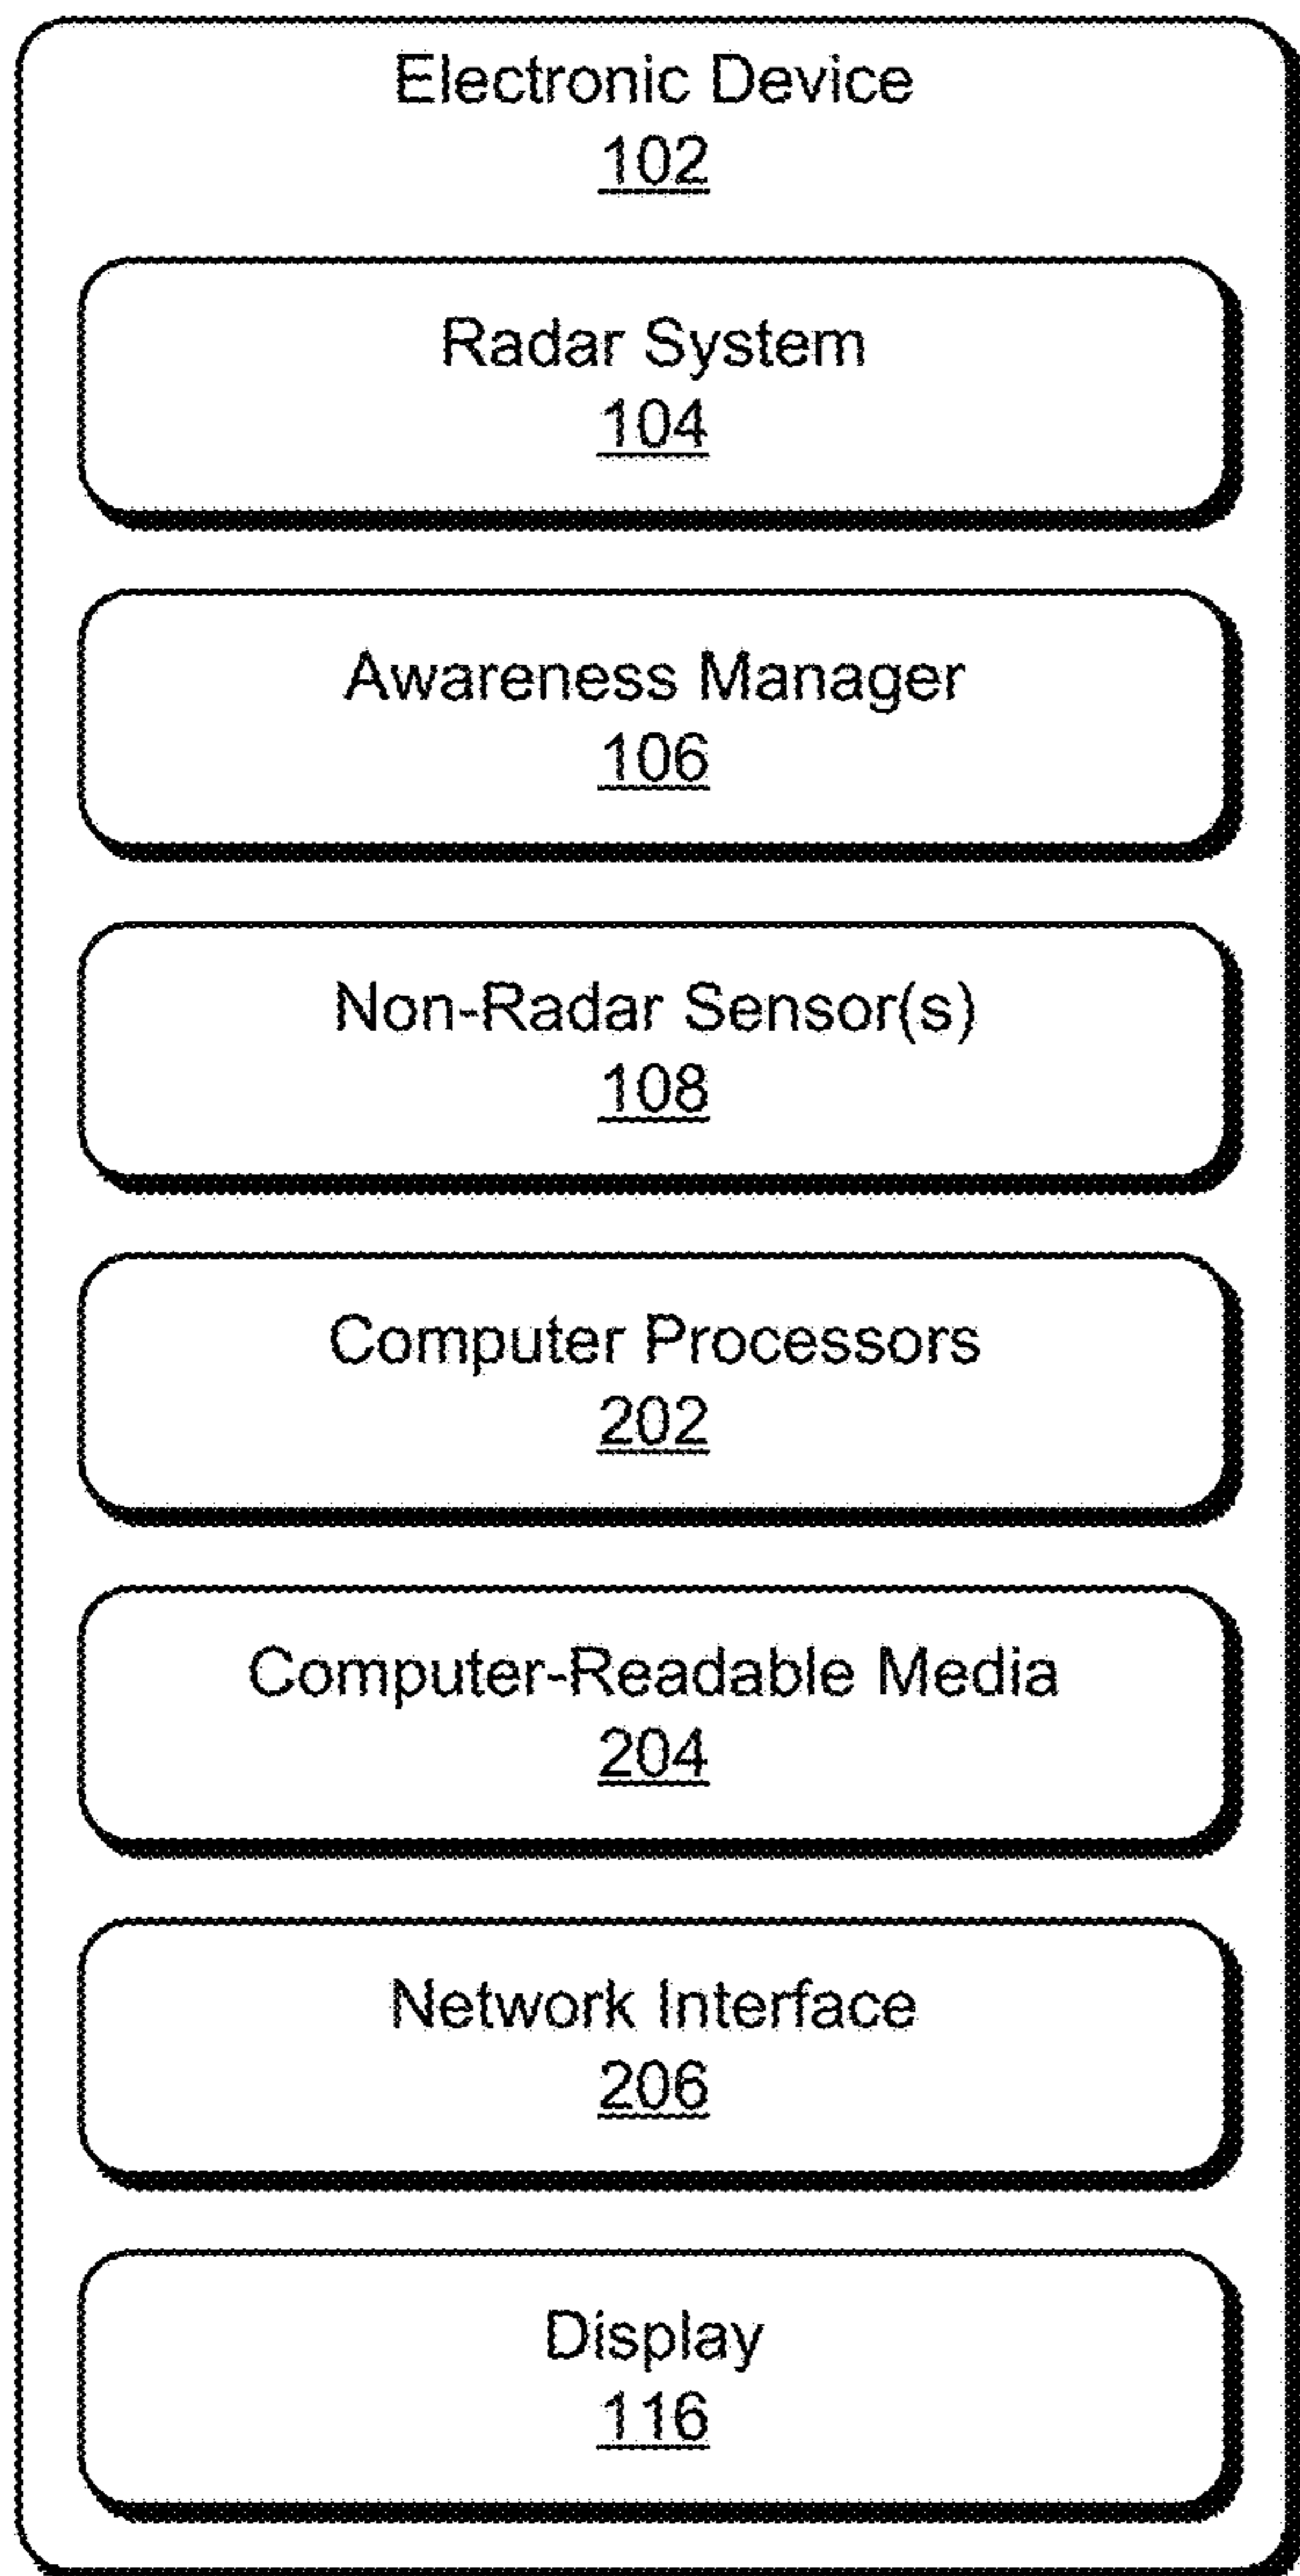 Electronic Device
102
Radar System
104
Awareness Manager
106
Non-Radar Sensor(s)
108
Computer Processors
202
Computer-Readable Media
204
Network Interface
206
Display
116